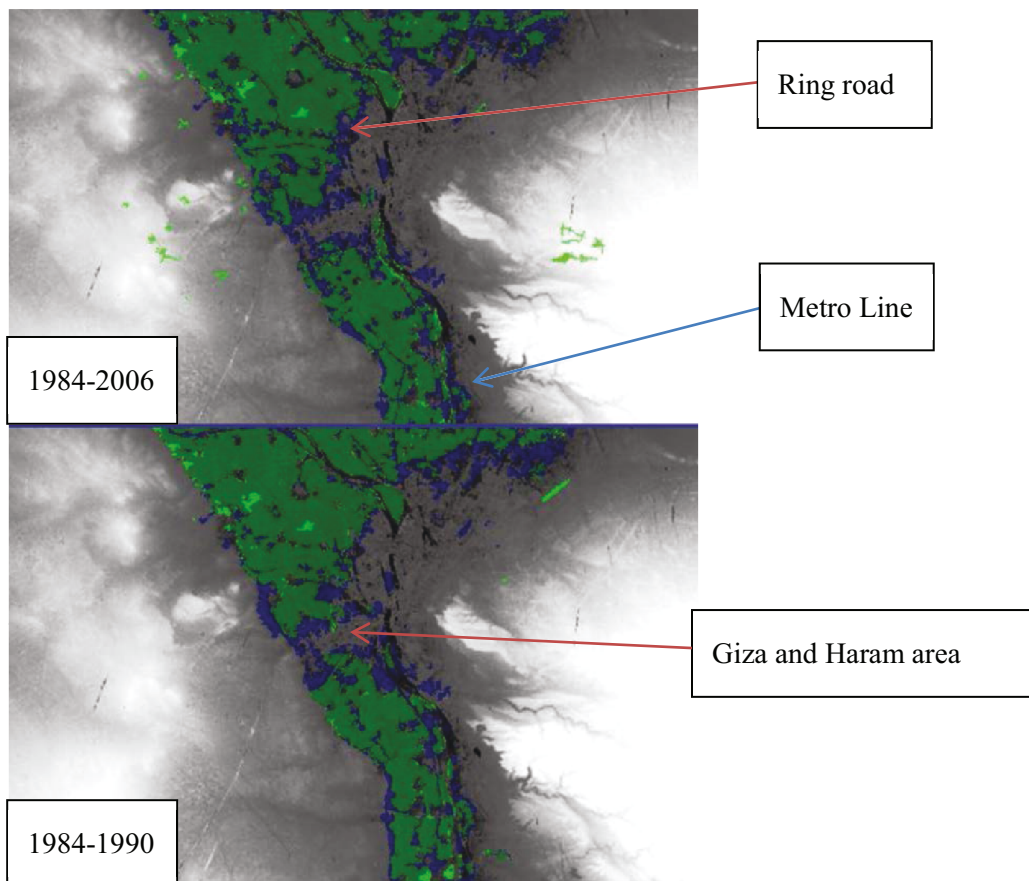 Ring road
Metro Line
1984-2006
Giza and Haram area
1984-1990